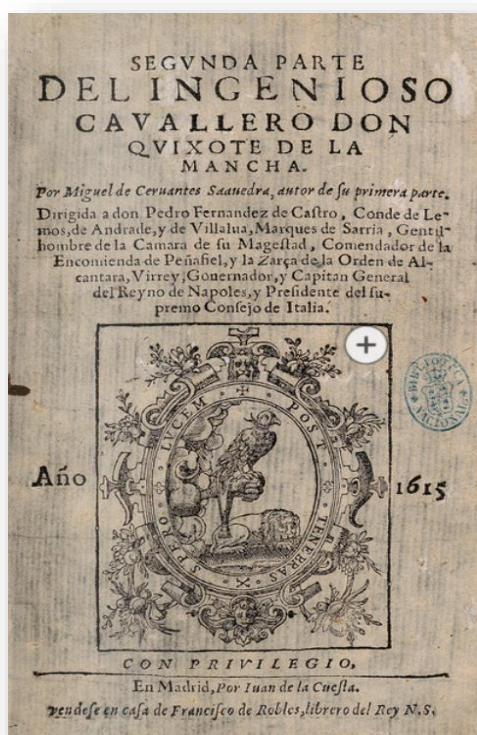 SEGVNDA PARTE
DEL INGENIOSO
CAVALLERO DON
QVIXOTE DE LA
MANCHA.
Por Miguel de Ceruantes Saauedra, autor de su primera parte.
Dirigida a don Pedro Fernandez de Castro, Conde de Le-
mos, de Andrade, y de Villalua, Marques de Sarria, Gentil-
hombre de la Camara de su Magestad, Comendador de la
Encomienda de Peñafiel, y la Zarça de la Orden de Al-
cantara, Virrey, Gouernador, y Capitan General
del Reyno de Napoles, y Presidente del su-
premo Consejo de Italia.
SPERO LVCEM POST TENEBRAS
BIBLIOTECA NACIONAL
Año 1615
CON PRIVILEGIO,
En Madrid, Por Iuan de la Cuesta.
vendese en casa de Francisco de Robles, librero del Rey N.S.